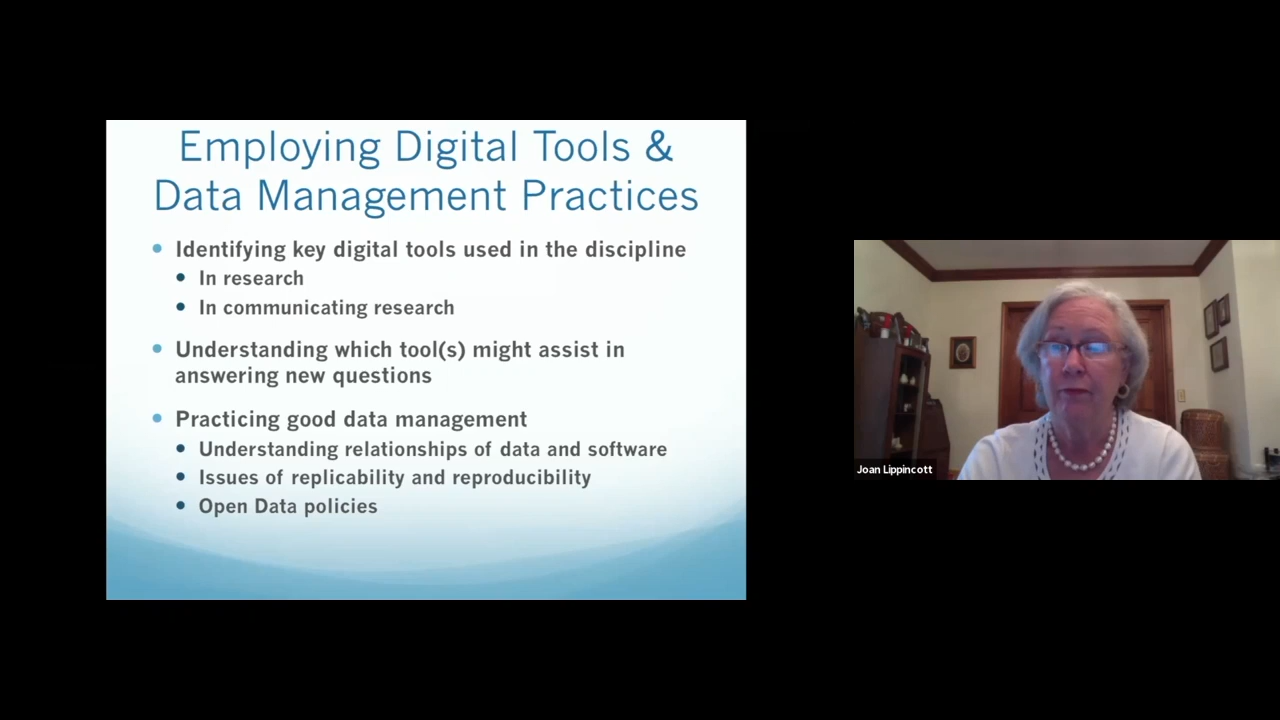 Employing Digital Tools &
Data Management Practices
Identifying key digital tools used in the discipline
In research
In communicating research
Understanding which tool(s) might assist in
answering new questions
Practicing good data management
Understanding relationships of data and software
Issues of replicability and reproducibility
Open Data policies
Joan Lippincott